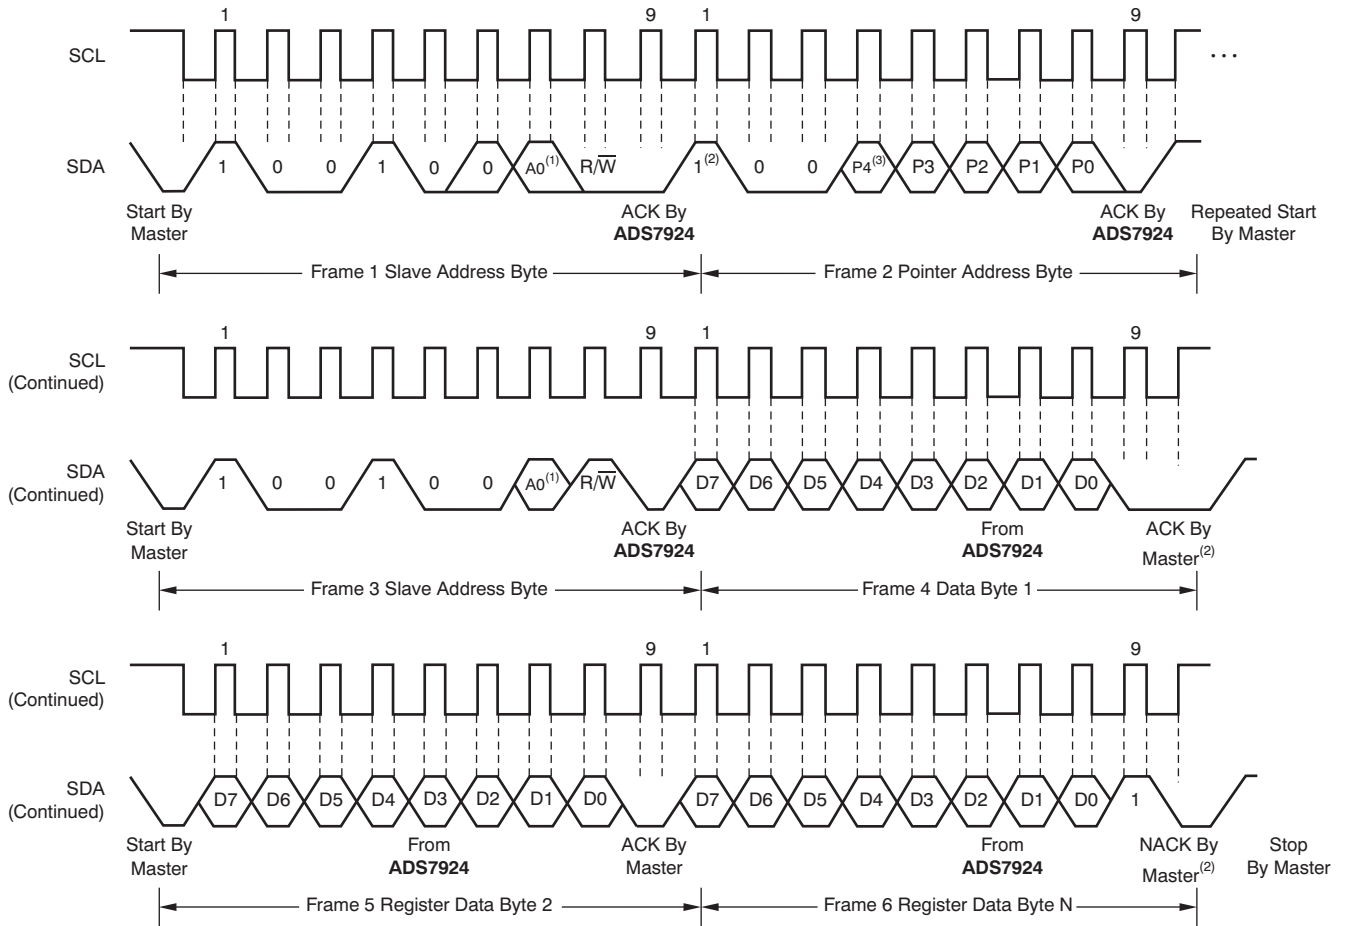 1 9 1 9
SCL ...
SDA 1 0 0 1 0 0 A0(1) R/W̅ 1(2) 0 0 P4(3) P3 P2 P1 P0
Start By ACK By ACK By Repeated Start
Master ADS7924 ADS7924 By Master
Frame 1 Slave Address Byte Frame 2 Pointer Address Byte
1 9 1 9
SCL
(Continued)
SDA
(Continued) 1 0 0 1 0 0 A0(1) R/W̅ D7 D6 D5 D4 D3 D2 D1 D0
Start By ACK By From ACK By
Master ADS7924 ADS7924 Master(2)
Frame 3 Slave Address Byte Frame 4 Data Byte 1
1 9 1 9
SCL
(Continued)
SDA
(Continued) D7 D6 D5 D4 D3 D2 D1 D0 D7 D6 D5 D4 D3 D2 D1 D0 1
Start By From ACK By From NACK By Stop
Master ADS7924 Master ADS7924 Master(2) By Master
Frame 5 Register Data Byte 2 Frame 6 Register Data Byte N